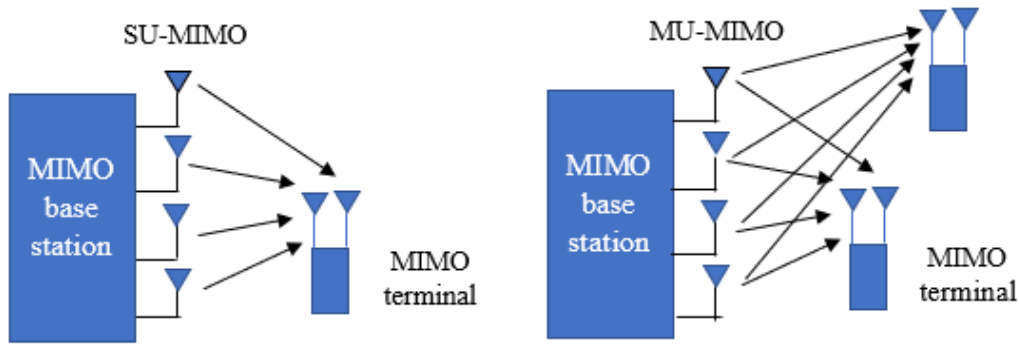 SU-MIMO
MIMO
base
station
MIMO
terminal
MU-MIMO
MIMO
base
station
MIMO
terminal